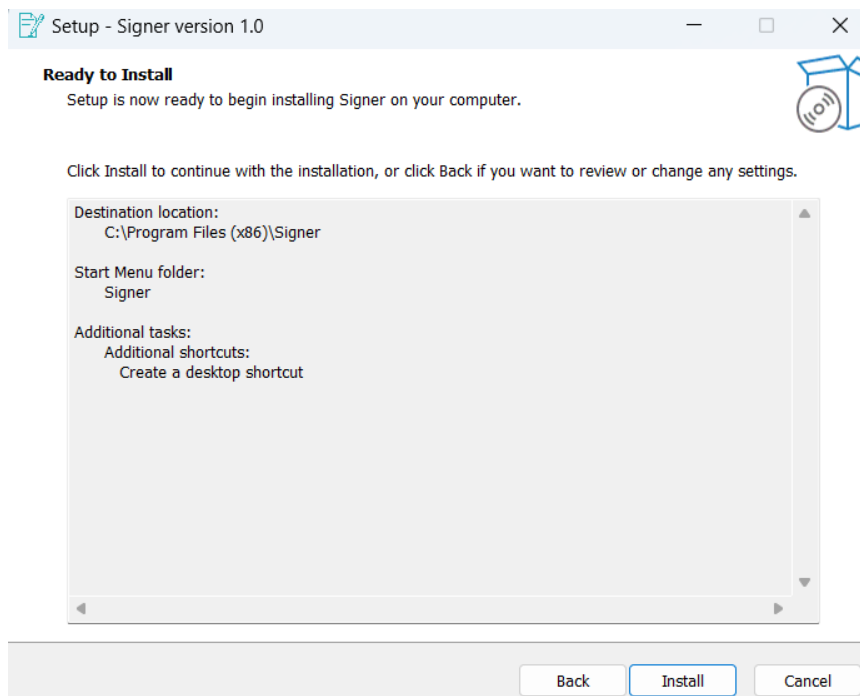 Setup - Signer version 1.0
Ready to Install
Setup is now ready to begin installing Signer on your computer.
Click Install to continue with the installation, or click Back if you want to review or change any settings.
Destination location:
C:\Program Files (x86)\Signer
Start Menu folder:
Signer
Additional tasks:
Additional shortcuts:
Create a desktop shortcut
Back
Install
Cancel